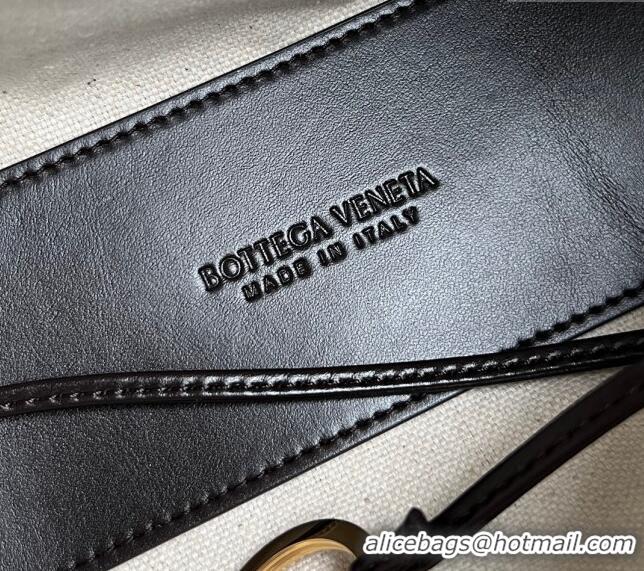 BOTTEGA VENETA
MADE IN ITALY
alicebags@hotmail.com